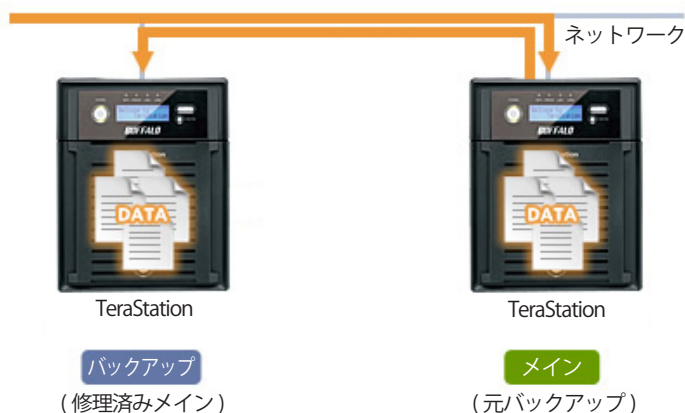 ネットワーク
BUFFALO
BUFFALO
DATA
DATA
TeraStation
TeraStation
バックアップ
メイン
(修理済みメイン)
(元バックアップ)